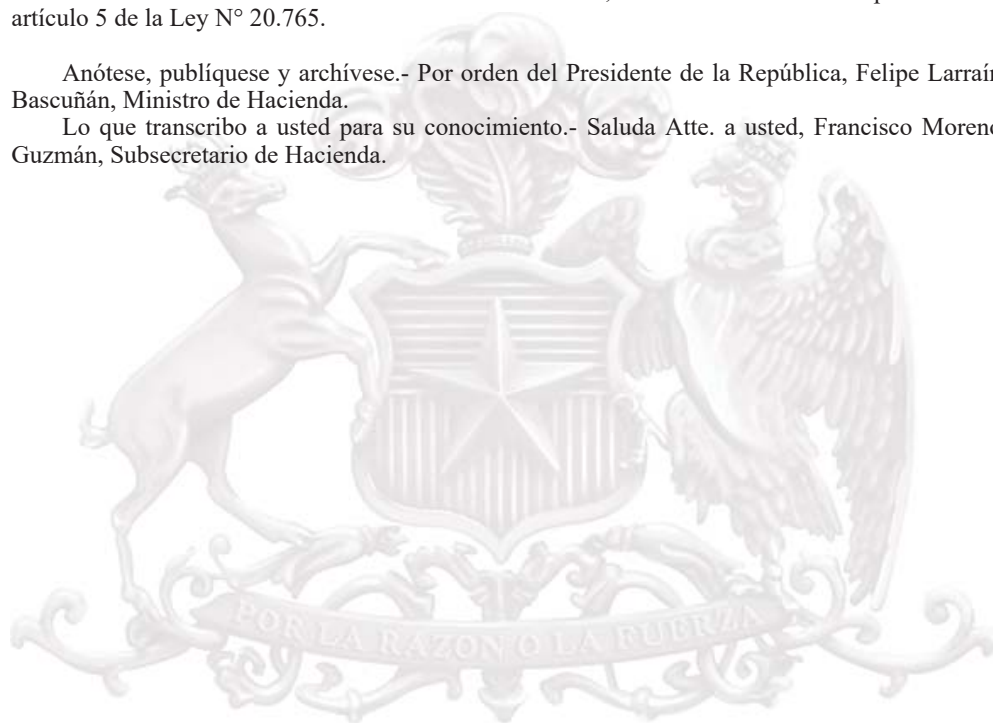 artículo 5 de la Ley N° 20.765.
Anótese, publíquese y archívese.- Por orden del Presidente de la República, Felipe Larraín
Bascuñán, Ministro de Hacienda.
Lo que transcribo a usted para su conocimiento.- Saluda Atte. a usted, Francisco Moreno
Guzmán, Subsecretario de Hacienda.
POR LA RAZON O LA FUERZA